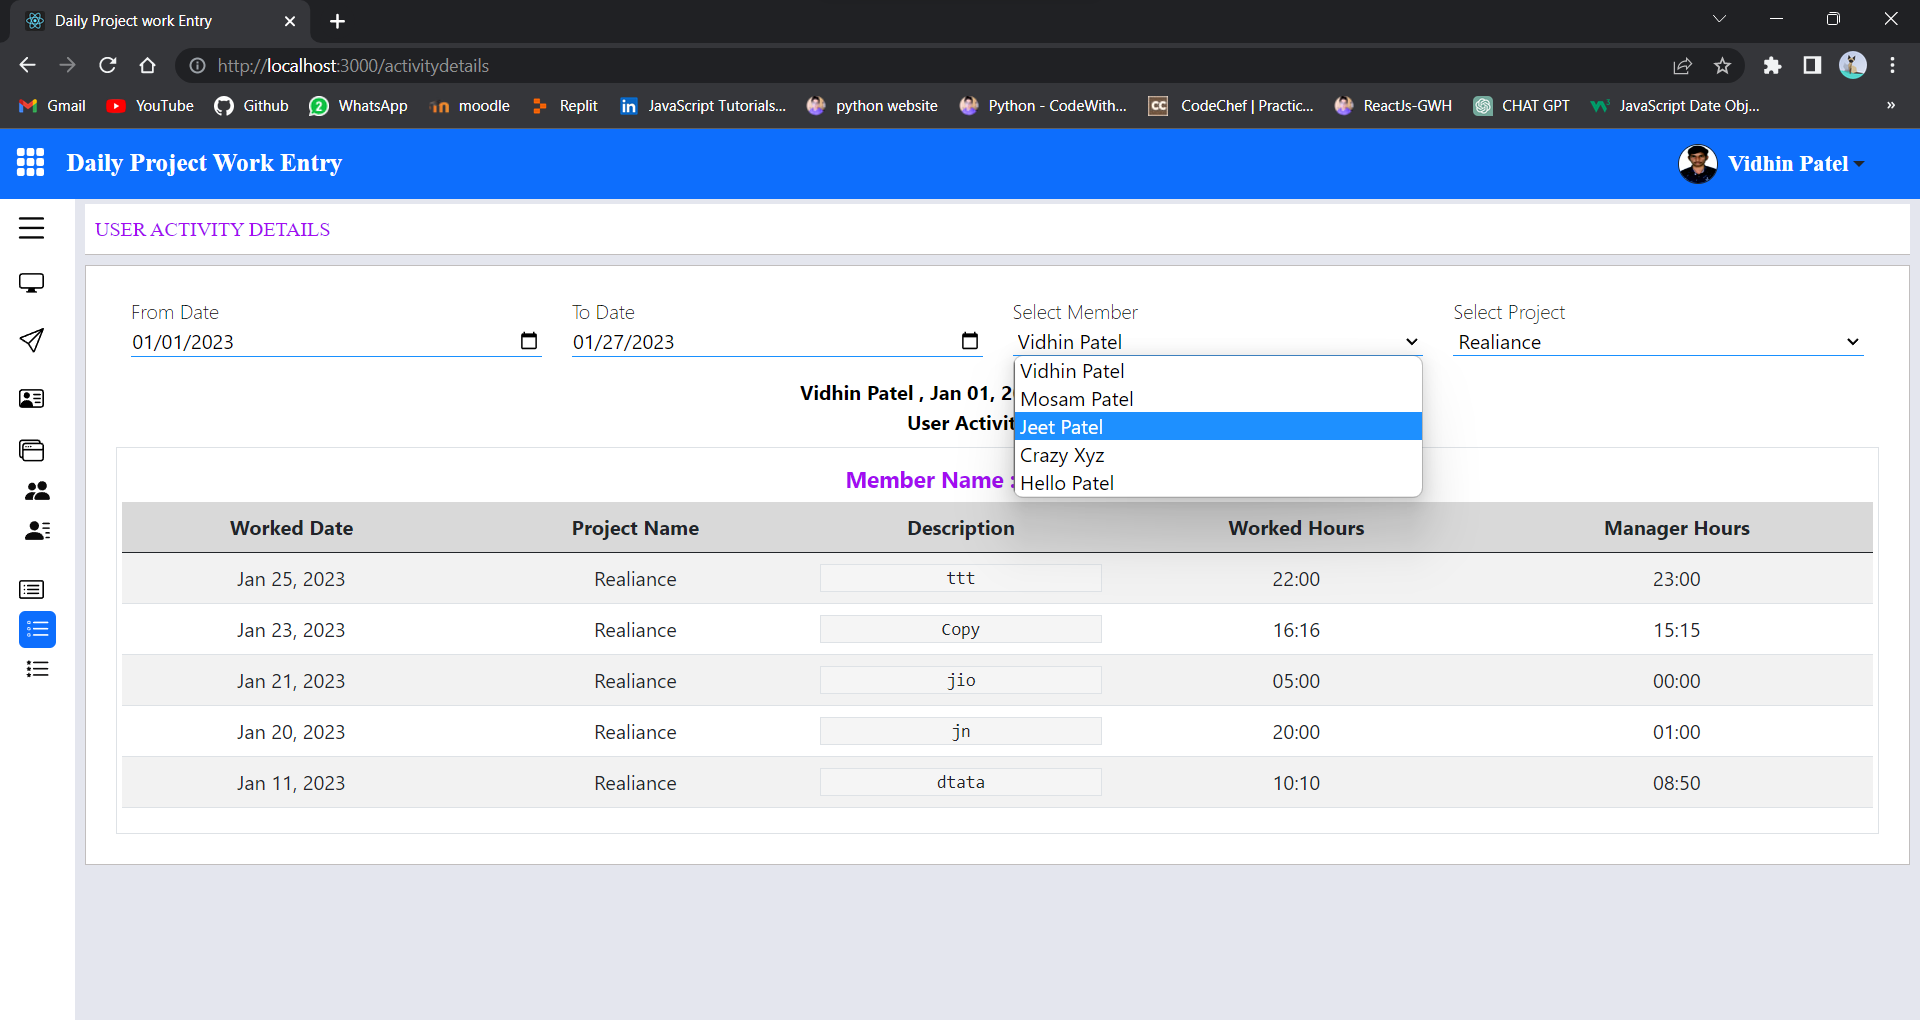 Daily Project work Entry
http://localhost:3000/activitydetails
Gmail YouTube Github WhatsApp moodle Replit JavaScript Tutorials... python website Python - CodeWith... CodeChef | Practic... ReactJs-GWH CHAT GPT JavaScript Date Obj... »
Daily Project Work Entry Vidhin Patel
USER ACTIVITY DETAILS
From Date To Date Select Member Select Project
01/01/2023 01/27/2023 Vidhin Patel Realiance
Vidhin Patel
Mosam Patel
Jeet Patel
Crazy Xyz
Hello Patel
Vidhin Patel , Jan 01, 2
User Activit
Member Name :
Worked Date Project Name Description Worked Hours Manager Hours
Jan 25, 2023 Realiance ttt 22:00 23:00
Jan 23, 2023 Realiance Copy 16:16 15:15
Jan 21, 2023 Realiance jio 05:00 00:00
Jan 20, 2023 Realiance jn 20:00 01:00
Jan 11, 2023 Realiance dtata 10:10 08:50